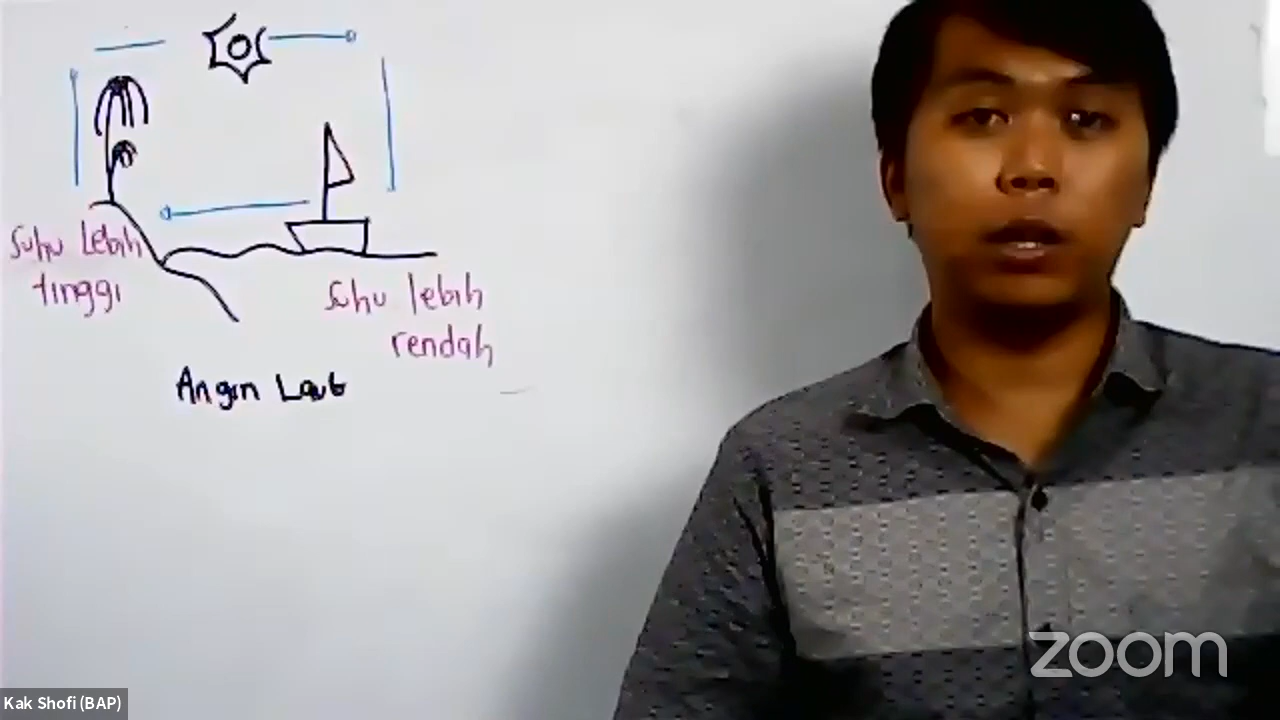 Suhu Lebih
tinggi
Suhu lebih
rendah
Angin Laut
zoom
Kak Shofi (BAP)